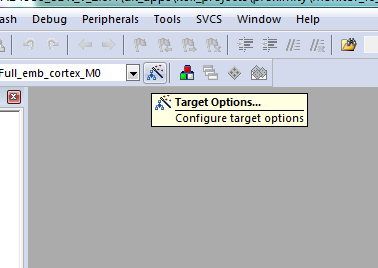 ash Debug Peripherals Tools SVCS Window Help
Full_emb_cortex_M0
Target Options...
Configure target options